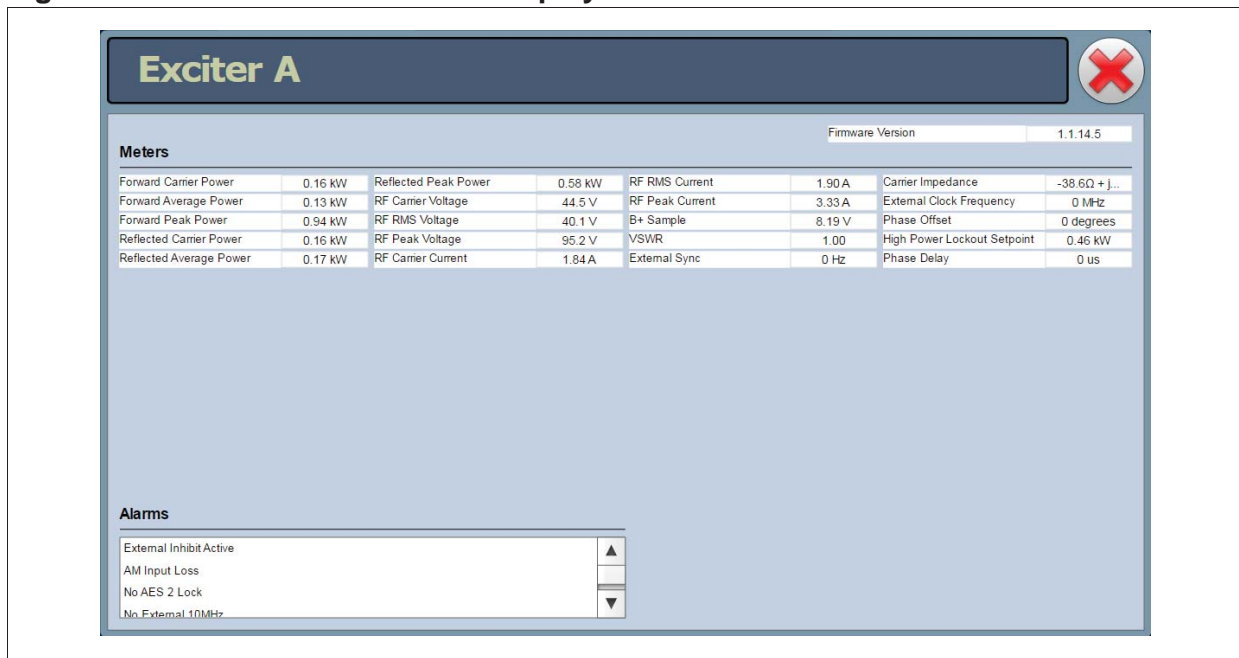 Exciter A
Firmware Version 1.1.14.5
Meters
Forward Carrier Power 0.16 kW Reflected Peak Power 0.58 kW RF RMS Current 1.90 A Carrier Impedance -38.6Ω + j...
Forward Average Power 0.13 kW RF Carrier Voltage 44.5 V RF Peak Current 3.33 A External Clock Frequency 0 MHz
Forward Peak Power 0.94 kW RF RMS Voltage 40.1 V B+ Sample 8.19 V Phase Offset 0 degrees
Reflected Carrier Power 0.16 kW RF Peak Voltage 95.2 V VSWR 1.00 High Power Lockout Setpoint 0.46 kW
Reflected Average Power 0.17 kW RF Carrier Current 1.84 A External Sync 0 Hz Phase Delay 0 us
Alarms
External Inhibit Active
AM Input Loss
No AES 2 Lock
No External 10MHz